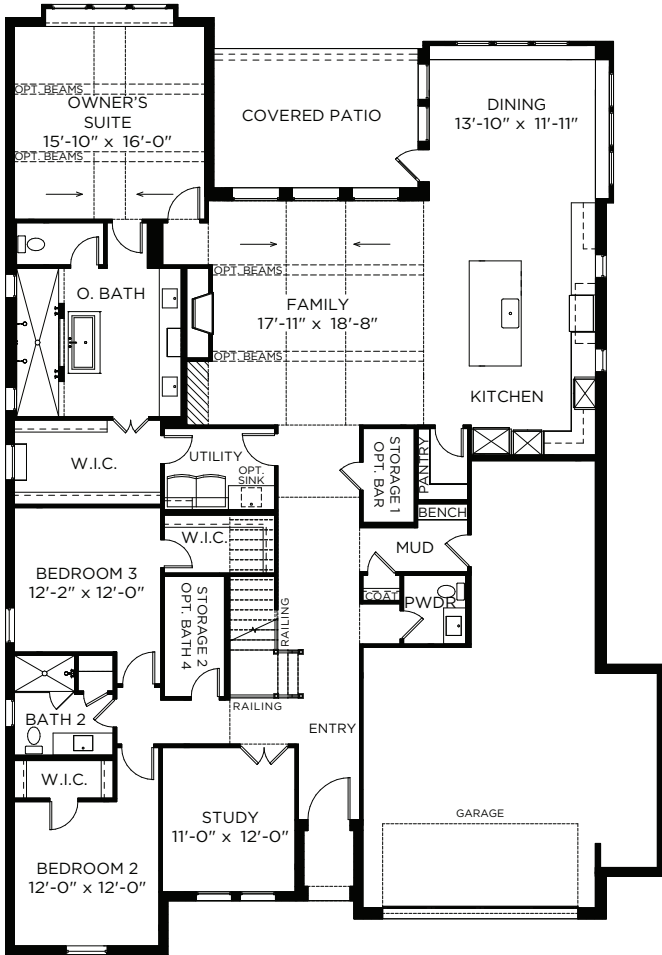 OPT. BEAMS
OWNER'S
SUITE
15'-10" x 16'-0"
OPT. BEAMS
COVERED PATIO
DINING
13'-10" x 11'-11"
O. BATH
OPT. BEAMS
FAMILY
17'-11" x 18'-8"
OPT. BEAMS
KITCHEN
W.I.C.
UTILITY
OPT.
SINK
STORAGE 1
OPT. BAR
PANTRY
BENCH
MUD
W.I.C.
BEDROOM 3
12'-2" x 12'-0"
STORAGE 2
OPT. BATH 4
RAILING
COAT
PWDR
RAILING
BATH 2
ENTRY
W.I.C.
STUDY
11'-0" x 12'-0"
GARAGE
BEDROOM 2
12'-0" x 12'-0"